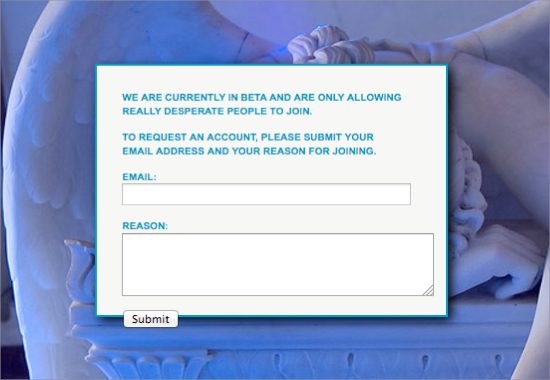 WE ARE CURRENTLY IN BETA AND ARE ONLY ALLOWING
REALLY DESPERATE PEOPLE TO JOIN.
TO REQUEST AN ACCOUNT, PLEASE SUBMIT YOUR
EMAIL ADDRESS AND YOUR REASON FOR JOINING.
EMAIL:
REASON:
Submit